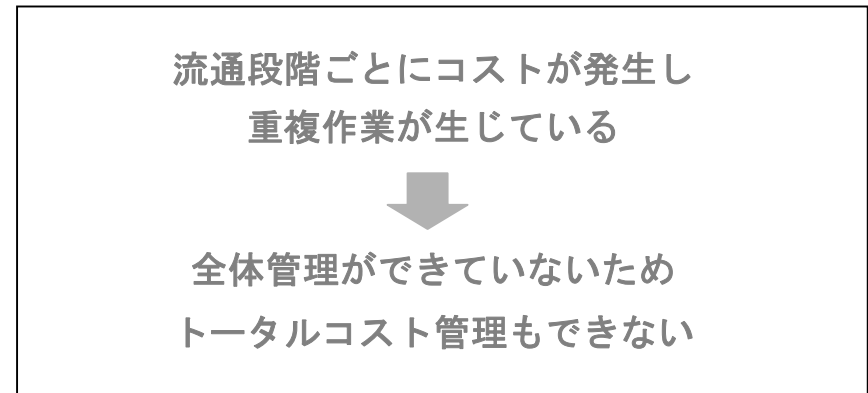 流通段階ごとにコストが発生し
重複作業が生じている
全体管理ができていないため
トータルコスト管理もできない